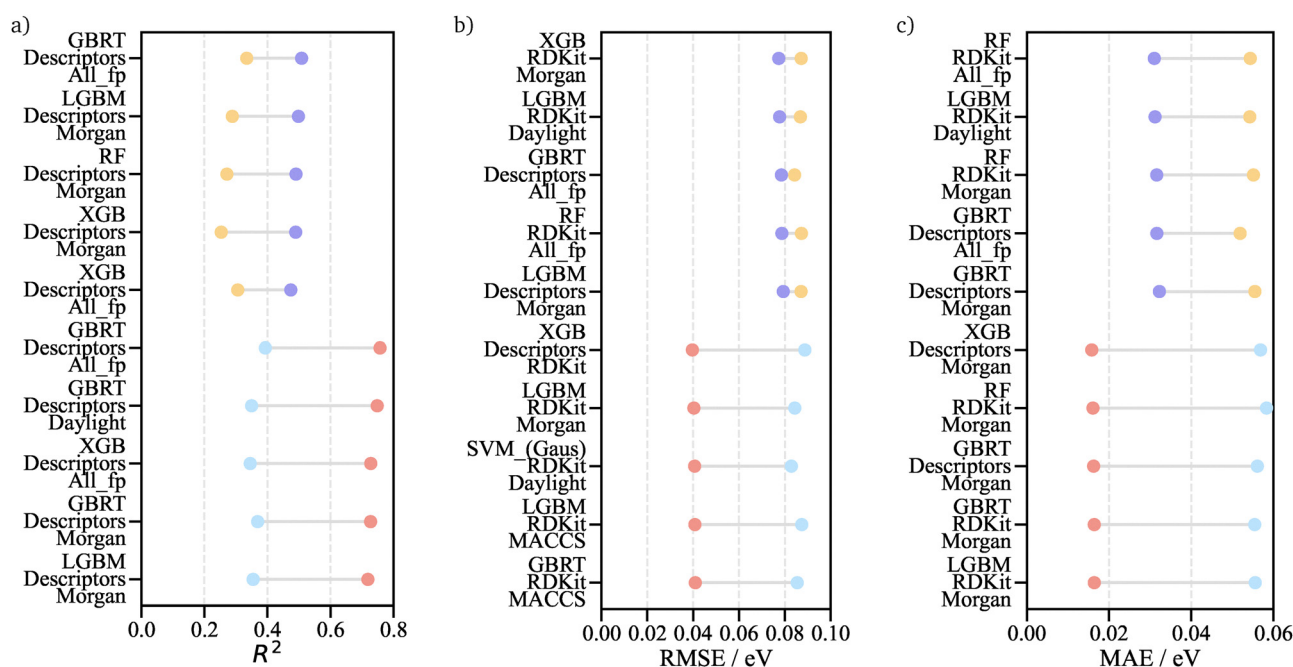 a)
GBRT
Descriptors
All_fp
LGBM
Descriptors
Morgan
RF
Descriptors
Morgan
XGB
Descriptors
Morgan
XGB
Descriptors
All_fp
GBRT
Descriptors
All_fp
GBRT
Descriptors
Daylight
XGB
Descriptors
All_fp
GBRT
Descriptors
Morgan
LGBM
Descriptors
Morgan
0.0 0.2 0.4 0.6 0.8
R²
b)
XGB
RDKit
Morgan
LGBM
RDKit
Daylight
GBRT
Descriptors
All_fp
RF
RDKit
All_fp
LGBM
Descriptors
Morgan
XGB
Descriptors
RDKit
LGBM
RDKit
Morgan
SVM_(Gaus)
RDKit
Daylight
LGBM
RDKit
MACCS
GBRT
RDKit
MACCS
0.00 0.02 0.04 0.06 0.08 0.10
RMSE / eV
c)
RF
RDKit
All_fp
LGBM
RDKit
Daylight
RF
RDKit
Morgan
GBRT
Descriptors
All_fp
GBRT
Descriptors
Morgan
XGB
Descriptors
Morgan
RF
RDKit
Morgan
GBRT
Descriptors
Morgan
GBRT
RDKit
Morgan
LGBM
RDKit
Morgan
0.00 0.02 0.04 0.06
MAE / eV